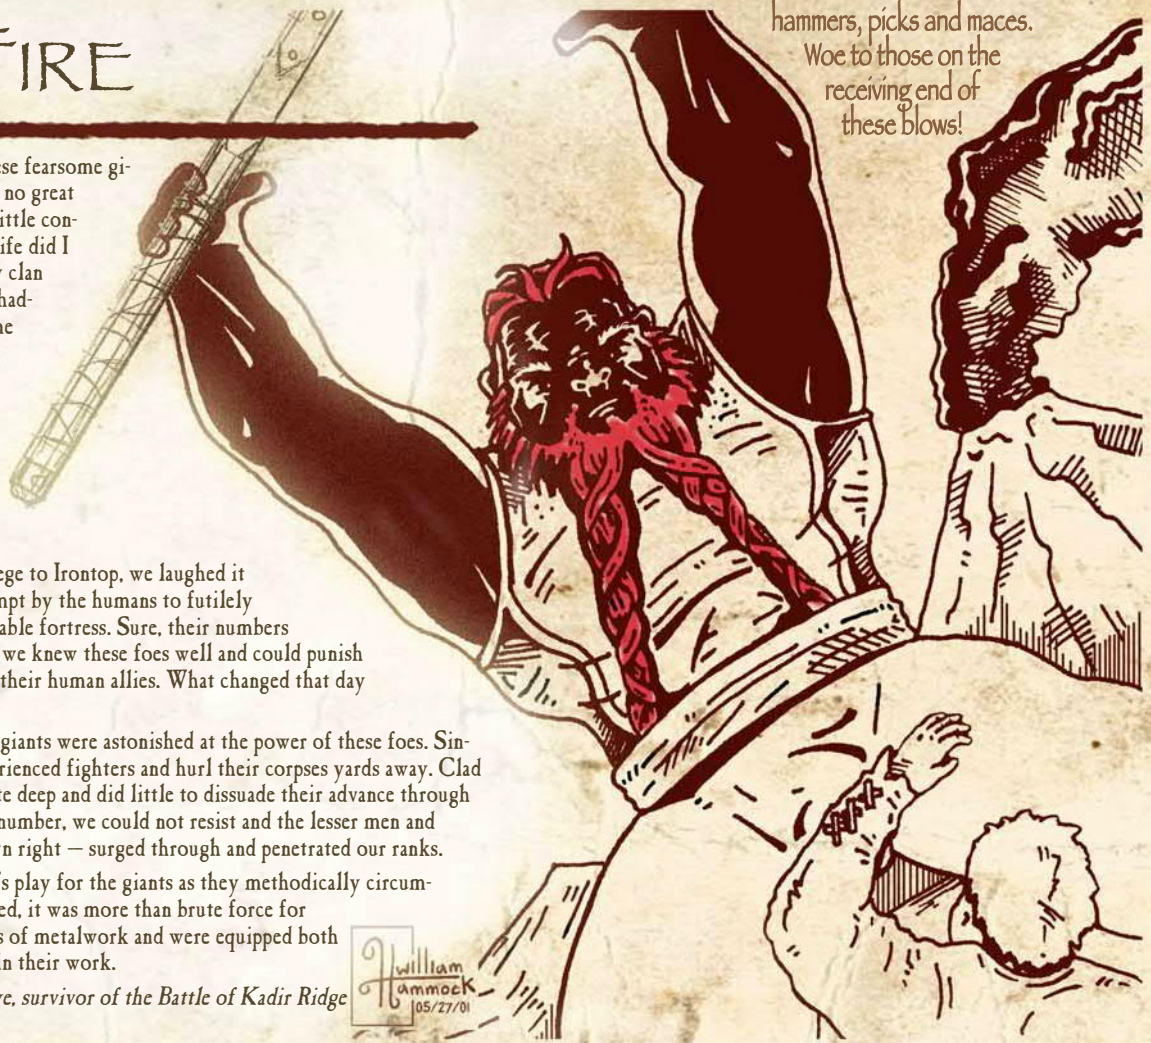 FIRE
hammers, picks and maces.
Woe to those on the
receiving end of
these blows!
ese fearsome gi-
no great
ittle con-
ife did I
clan
had-
ne
ege to Irontop, we laughed it
mpt by the humans to futilely
able fortress. Sure, their numbers
we knew these foes well and could punish
their human allies. What changed that day
giants were astonished at the power of these foes. Sin-
rienced fighters and hurl their corpses yards away. Clad
te deep and did little to dissuade their advance through
number, we could not resist and the lesser men and
n right — surged through and penetrated our ranks.
's play for the giants as they methodically circum-
ed, it was more than brute force for
s of metalwork and were equipped both
in their work.
ve, survivor of the Battle of Kadir Ridge
william
Hammock
05/27/01